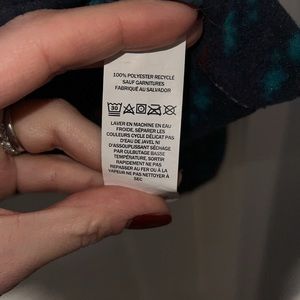 100% POLYESTER RECYCLÉ
SAUF GARNITURES
FABRIQUÉ AU SALVADOR
30
LAVER EN MACHINE EN EAU
FROIDE, SÉPARER LES
COULEURS CYCLE DÉLICAT PAS
D'EAU DE JAVEL NI
D'ASSOUPLISSANT SÉCHAGE
PAR CULBUTAGE BASSE
TEMPÉRATURE, SORTIR
RAPIDEMENT NE PAS
REPASSER AU FER OU À LA
VAPEUR NE PAS NETTOYER À
SEC